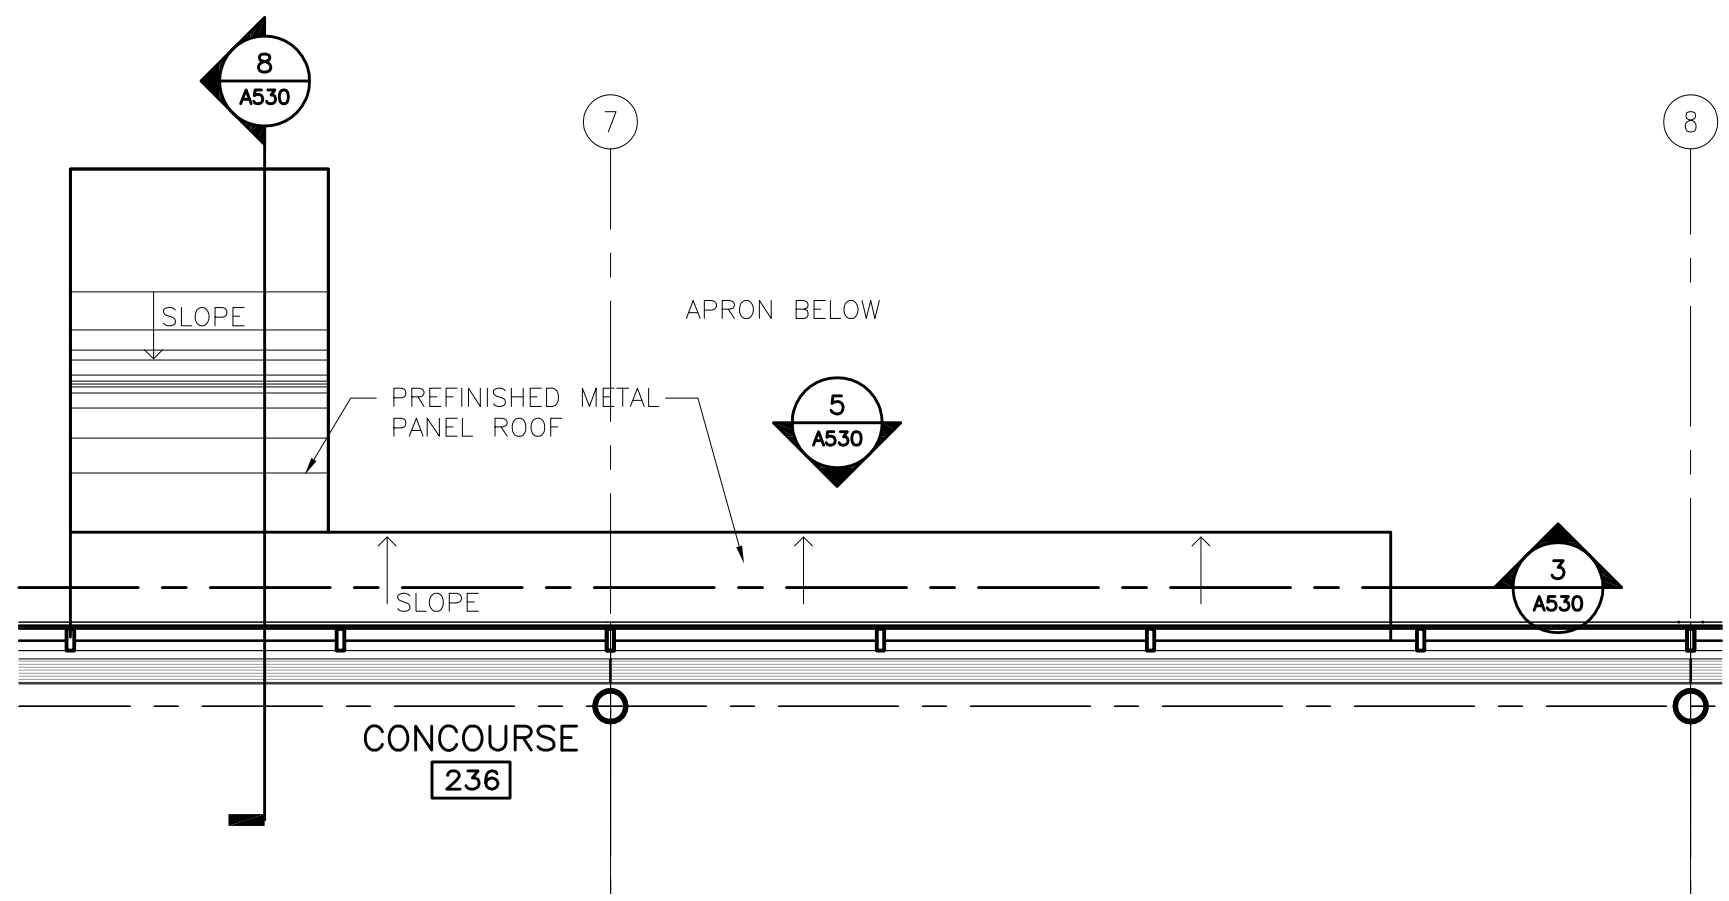 8
A530
7
8
SLOPE
APRON BELOW
PREFINISHED METAL
PANEL ROOF
5
A530
3
A530
SLOPE
CONCOURSE
236